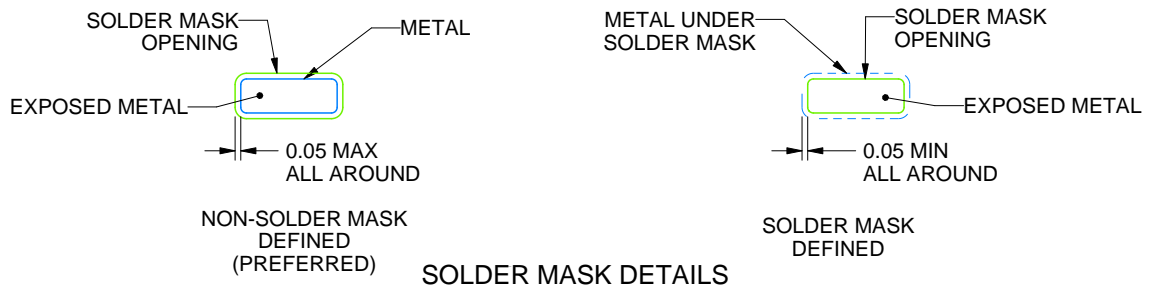 SOLDER MASK
OPENING
METAL
EXPOSED METAL
0.05 MAX
ALL AROUND
NON-SOLDER MASK
DEFINED
(PREFERRED)
METAL UNDER
SOLDER MASK
SOLDER MASK
OPENING
EXPOSED METAL
0.05 MIN
ALL AROUND
SOLDER MASK
DEFINED
SOLDER MASK DETAILS